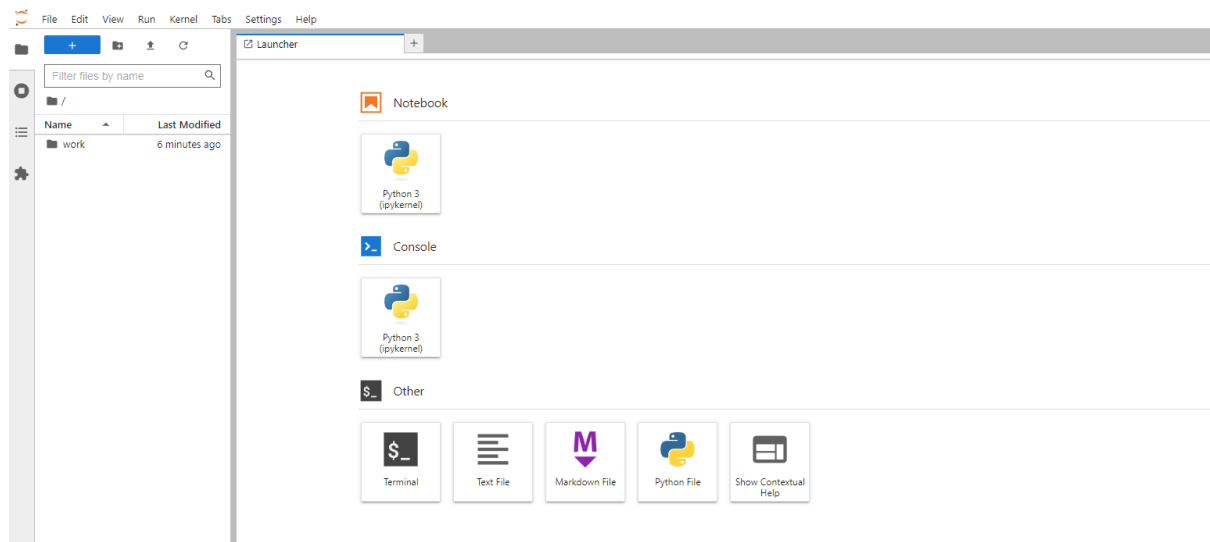 File Edit View Run Kernel Tabs Settings Help
+
Filter files by name
/
Name Last Modified
work 6 minutes ago
Launcher +
Notebook
Python 3
(ipykernel)
>_ Console
Python 3
(ipykernel)
$_ Other
$_
Terminal
Text File
M
Markdown File
Python File
Show Contextual
Help